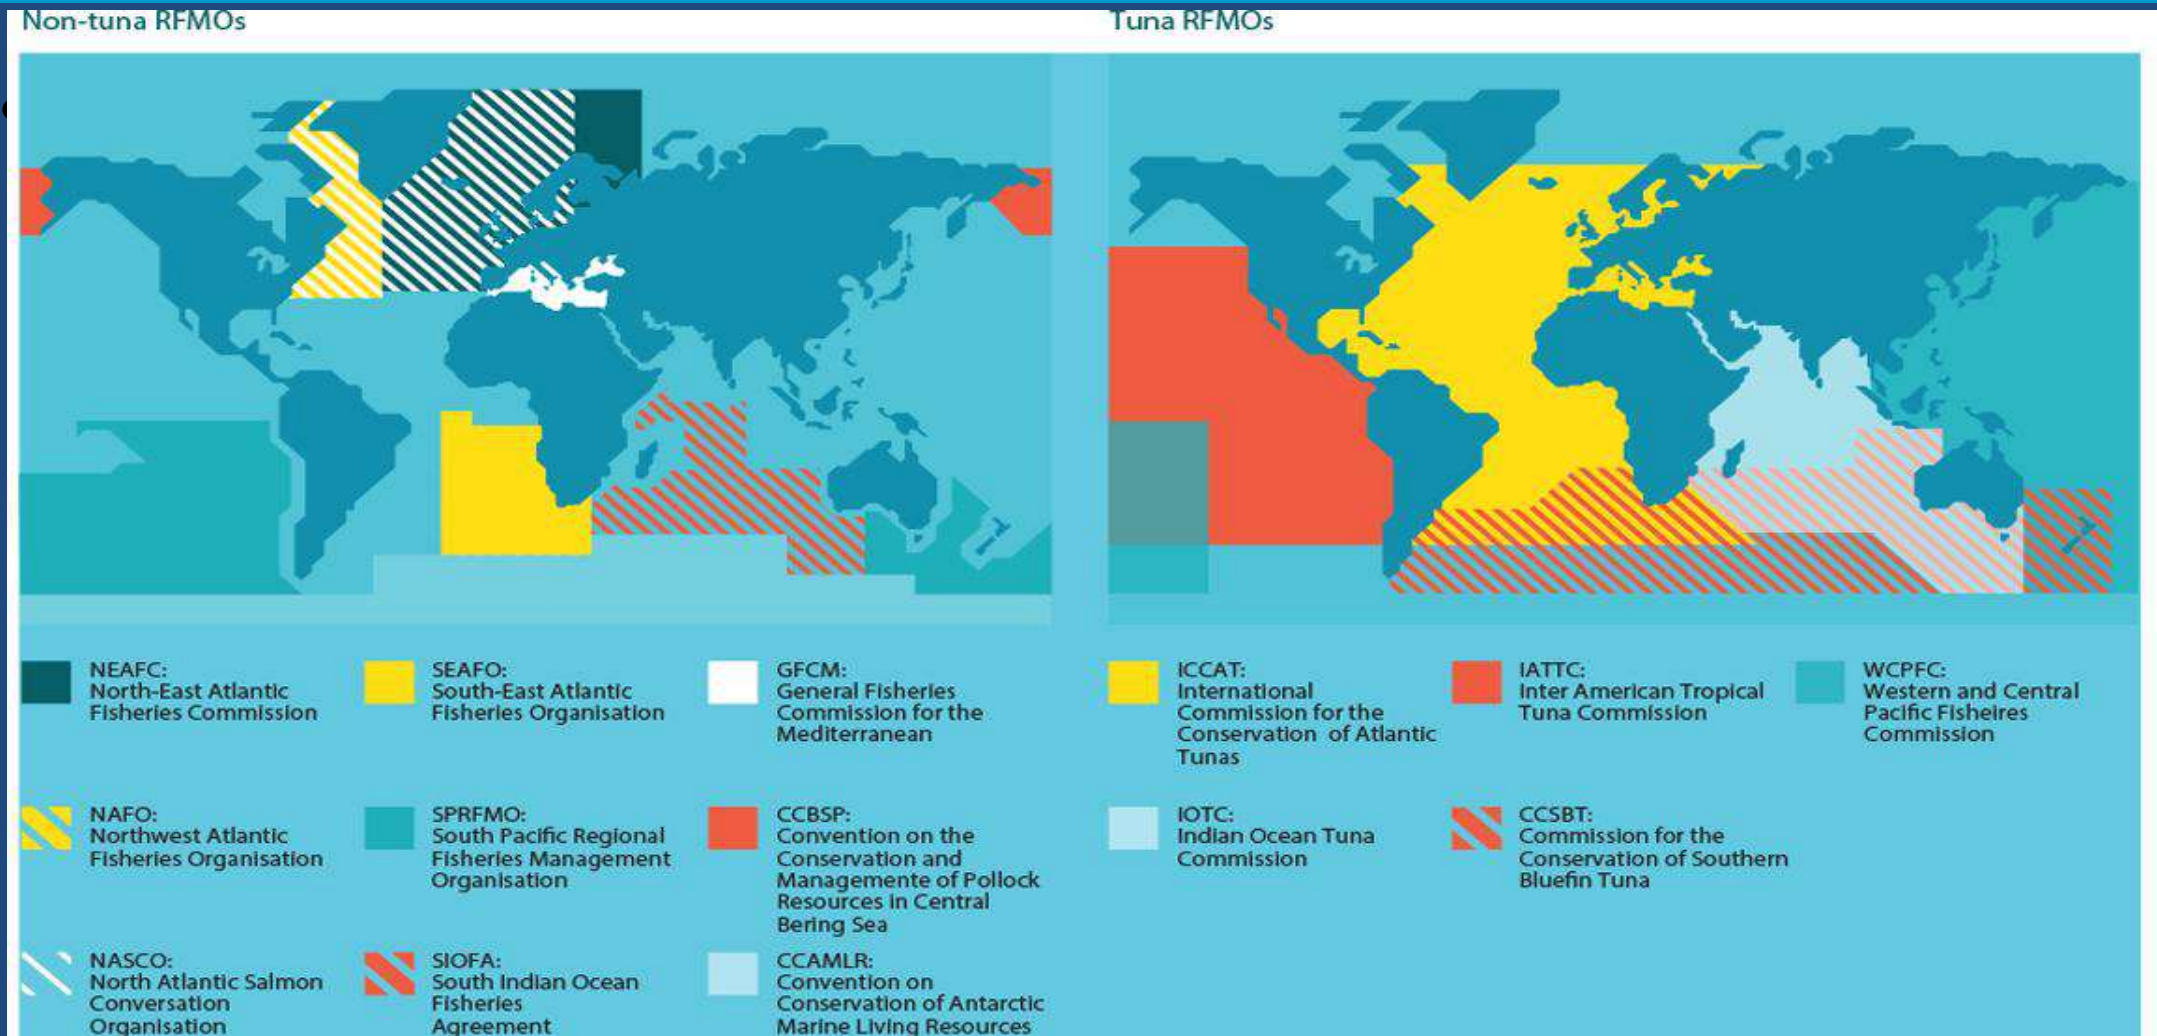 Non-tuna RFMOs
Tuna RFMOs
NEAFC:
North-East Atlantic
Fisheries Commission
SEAFO:
South-East Atlantic
Fisheries Organisation
GFCM:
General Fisheries
Commission for the
Mediterranean
NAFO:
Northwest Atlantic
Fisheries Organisation
SPRFMO:
South Pacific Regional
Fisheries Management
Organisation
CCBSP:
Convention on the
Conservation and
Managemente of Pollock
Resources in Central
Bering Sea
NASCO:
North Atlantic Salmon
Conversation
Organisation
SIOFA:
South Indian Ocean
Fisheries
Agreement
CCAMLR:
Convention on
Conservation of Antarctic
Marine Living Resources
ICCAT:
International
Commission for the
Conservation of Atlantic
Tunas
IATTC:
Inter American Tropical
Tuna Commission
WCPFC:
Western and Central
Pacific Fisheires
Commission
IOTC:
Indian Ocean Tuna
Commission
CCSBT:
Commission for the
Conservation of Southern
Bluefin Tuna